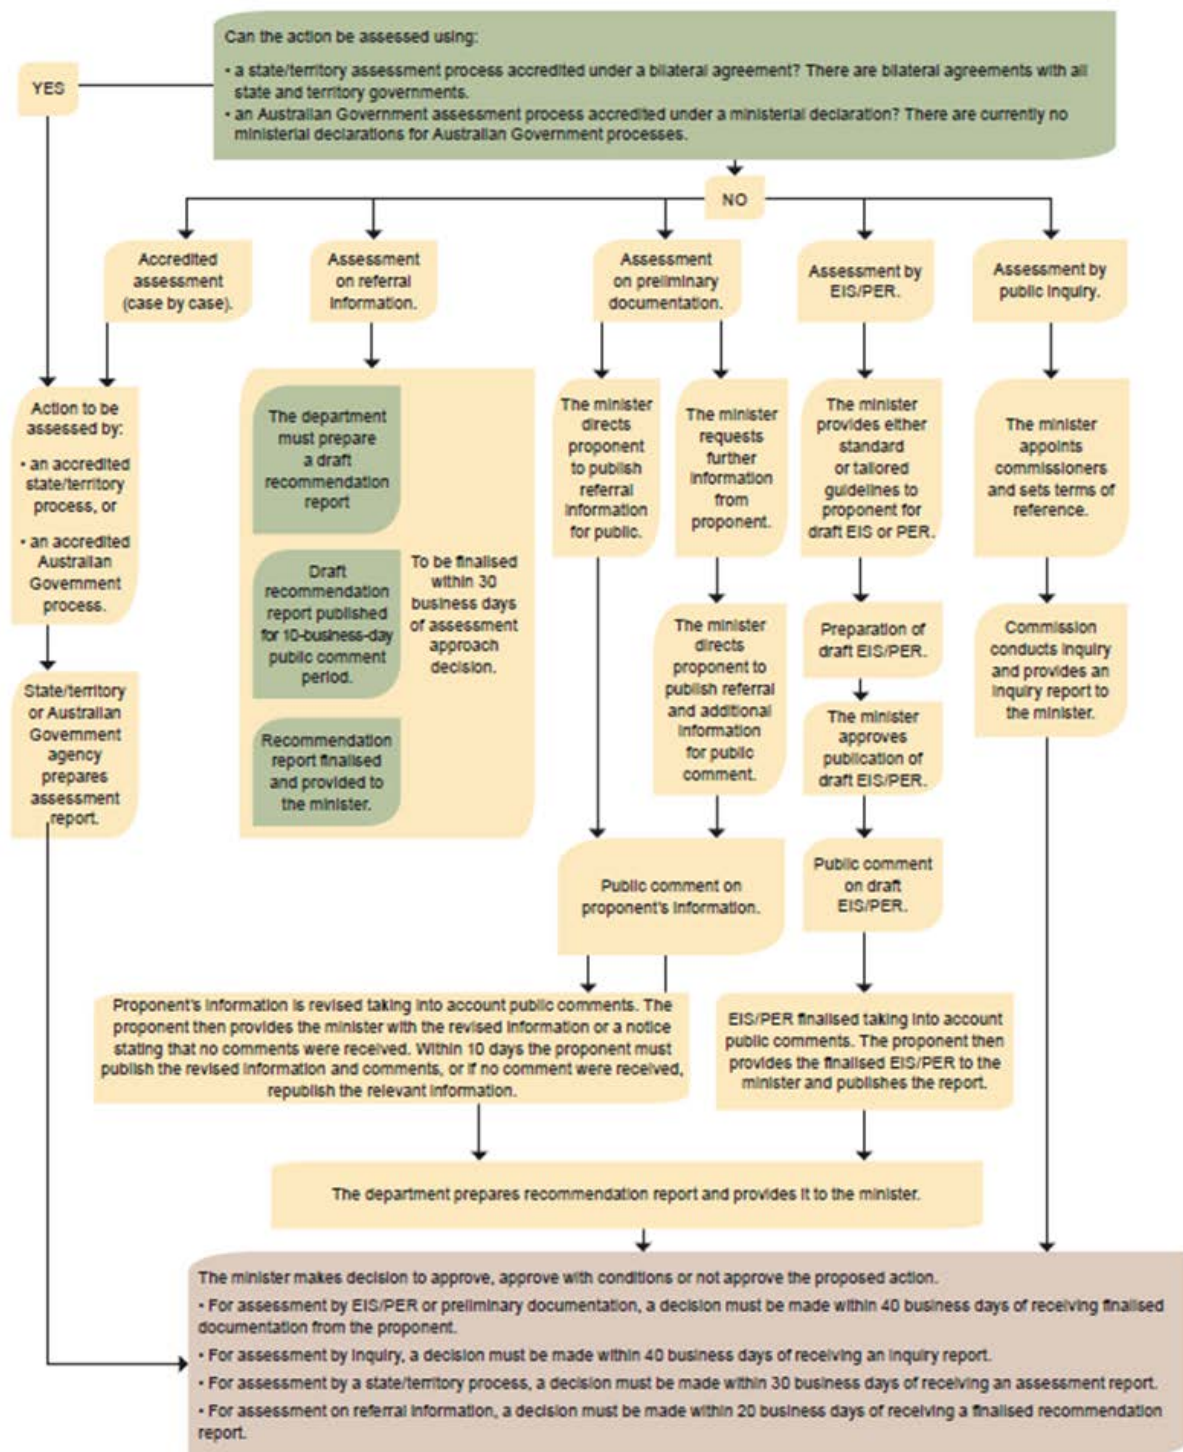 Can the action be assessed using:
• a state/territory assessment process accredited under a bilateral agreement? There are bilateral agreements with all
state and territory governments.
• an Australian Government assessment process accredited under a ministerial declaration? There are currently no
ministerial declarations for Australian Government processes.
YES
NO
Accredited
assessment
(case by case).
Assessment
on referral
information.
Assessment
on preliminary
documentation.
Assessment by
EIS/PER.
Assessment by
public inquiry.
Action to be
assessed by:
• an accredited
state/territory
process, or
• an accredited
Australian
Government
process.
State/territory
or Australian
Government
agency
prepares
assessment
report.
The department
must prepare
a draft
recommendation
report
Draft
recommendation
report published
for 10-business-day
public comment
period.
Recommendation
report finalised
and provided to
the minister.
To be finalised
within 30
business days
of assessment
approach
decision.
The minister
directs
proponent
to publish
referral
information
for public.
The minister
requests
further
information
from
proponent.
The minister
directs
proponent to
publish referral
and additional
information
for public
comment.
Public comment on
proponent's information.
The minister
provides either
standard
or tailored
guidelines to
proponent for
draft EIS or PER.
Preparation of
draft EIS/PER.
The minister
approves
publication of
draft EIS/PER.
Public comment
on draft
EIS/PER.
The minister
appoints
commissioners
and sets terms of
reference.
Commission
conducts inquiry
and provides an
inquiry report to
the minister.
Proponent's information is revised taking into account public comments. The
proponent then provides the minister with the revised information or a notice
stating that no comments were received. Within 10 days the proponent must
publish the revised information and comments, or if no comment were received,
republish the relevant information.
EIS/PER finalised taking into account
public comments. The proponent then
provides the finalised EIS/PER to the
minister and publishes the report.
The department prepares recommendation report and provides it to the minister.
The minister makes decision to approve, approve with conditions or not approve the proposed action.
• For assessment by EIS/PER or preliminary documentation, a decision must be made within 40 business days of receiving finalised
documentation from the proponent.
• For assessment by inquiry, a decision must be made within 40 business days of receiving an inquiry report.
• For assessment by a state/territory process, a decision must be made within 30 business days of receiving an assessment report.
• For assessment on referral information, a decision must be made within 20 business days of receiving a finalised recommendation
report.